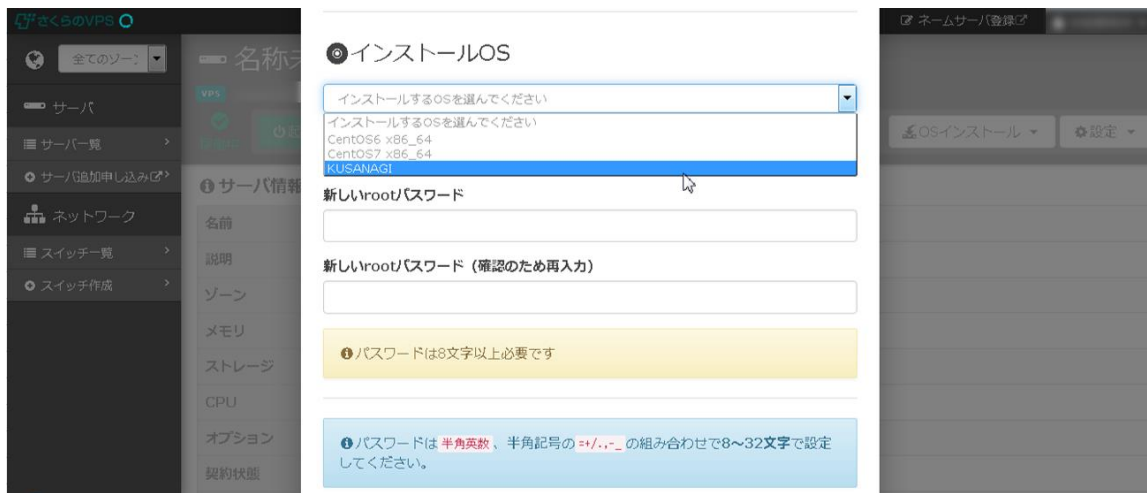 さくらのVPS
ネームサーバ登録
全てのゾーン
名称未
VPS
サーバ
サーバー一覧
サーバ追加申し込み
ネットワーク
スイッチ一覧
スイッチ作成
サーバ情報
名前
説明
ゾーン
メモリ
ストレージ
CPU
オプション
契約状態
インストールOS
インストールするOSを選んでください
インストールするOSを選んでください
CentOS6 x86_64
CentOS7 x86_64
KUSANAGI
新しいrootパスワード
新しいrootパスワード（確認のため再入力）
パスワードは8文字以上必要です
パスワードは 半角英数 、半角記号の =+/.,-_ の組み合わせで8～32文字で設定
してください。
OSインストール
設定